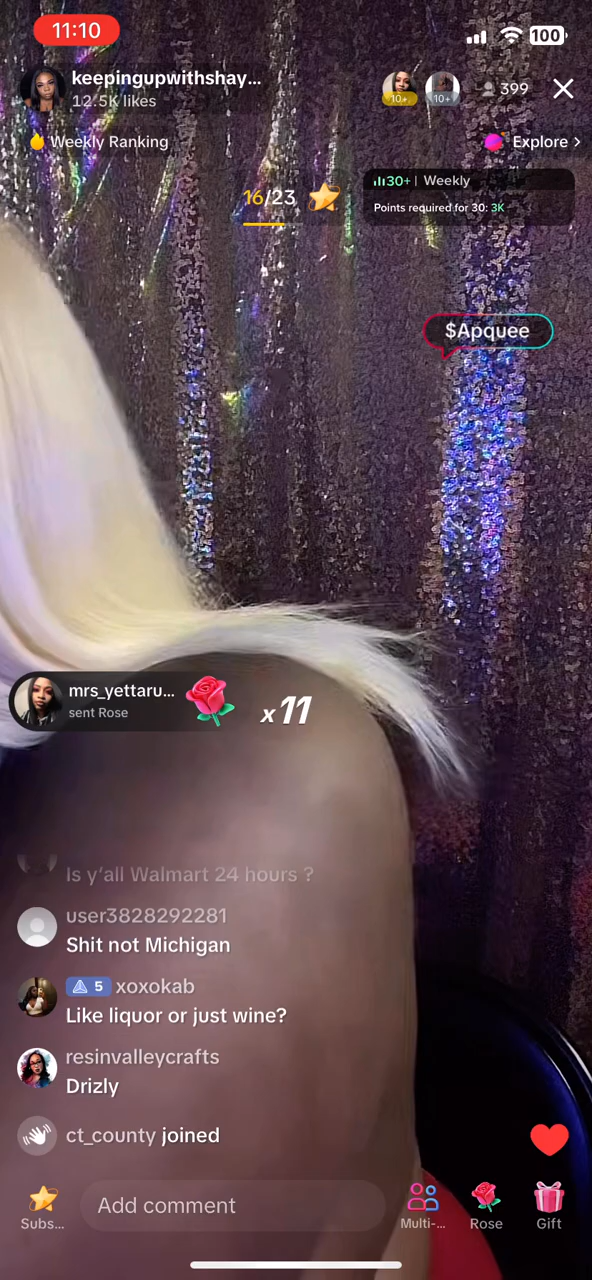 11:10
100
keepingupwithshay...
12.5K likes
10+
10+
399
Weekly Ranking
Explore >
16/23
30+ | Weekly
Points required for 30: 3K
$Apquee
mrs_yettaru...
sent Rose
x11
Is y'all Walmart 24 hours ?
user3828292281
Shit not Michigan
5 xoxokab
Like liquor or just wine?
resinvalleycrafts
Drizly
ct_county joined
Add comment
Subs...
Multi-...
Rose
Gift